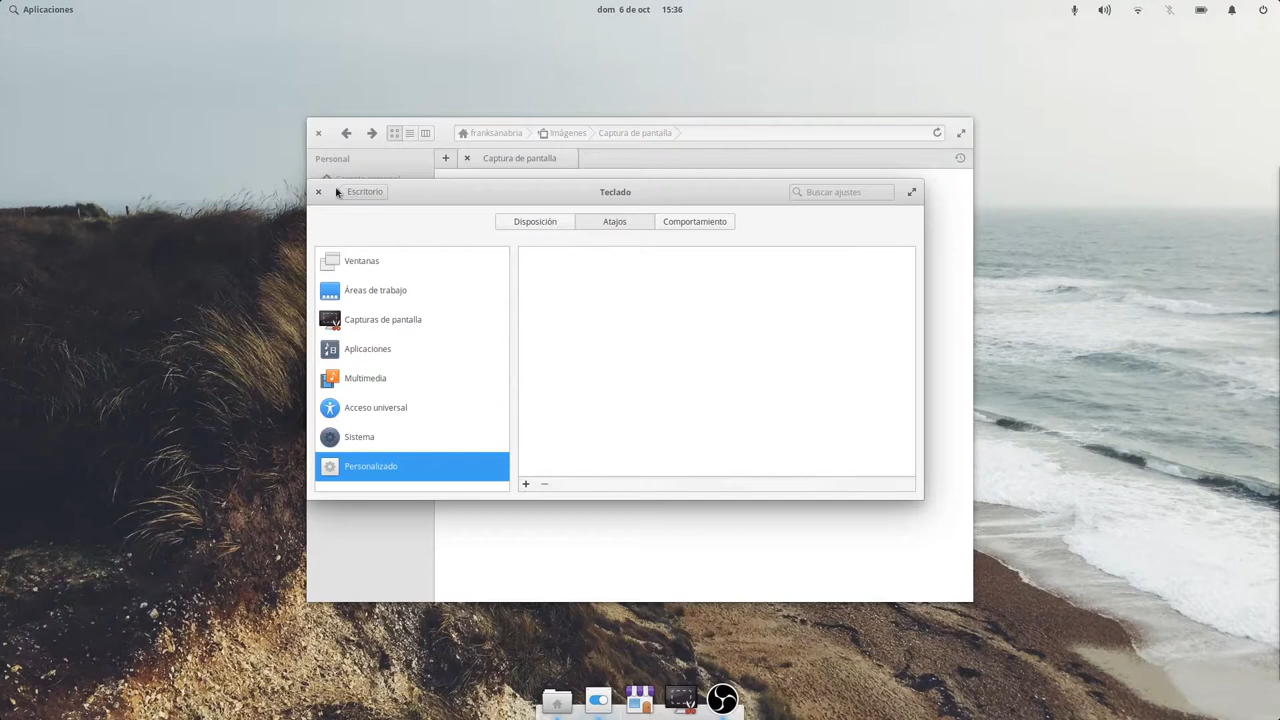 Aplicaciones
dom 6 de oct 15:36
franksanabria Imágenes Captura de pantalla
Personal
Captura de pantalla
Escritorio
Teclado
Buscar ajustes
Disposición
Atajos
Comportamiento
Ventanas
Áreas de trabajo
Capturas de pantalla
Aplicaciones
Multimedia
Acceso universal
Sistema
Personalizado